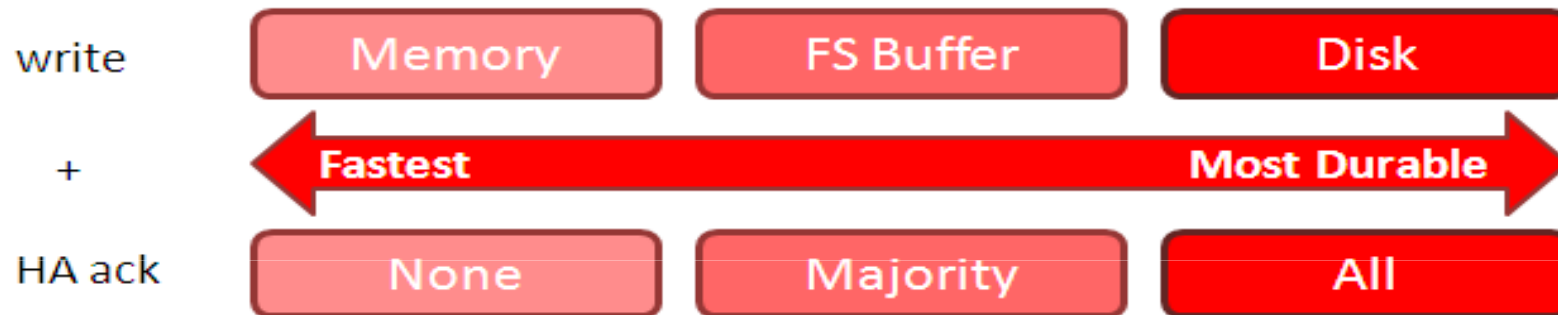 write Memory FS Buffer Disk
+ Fastest Most Durable
HA ack None Majority All